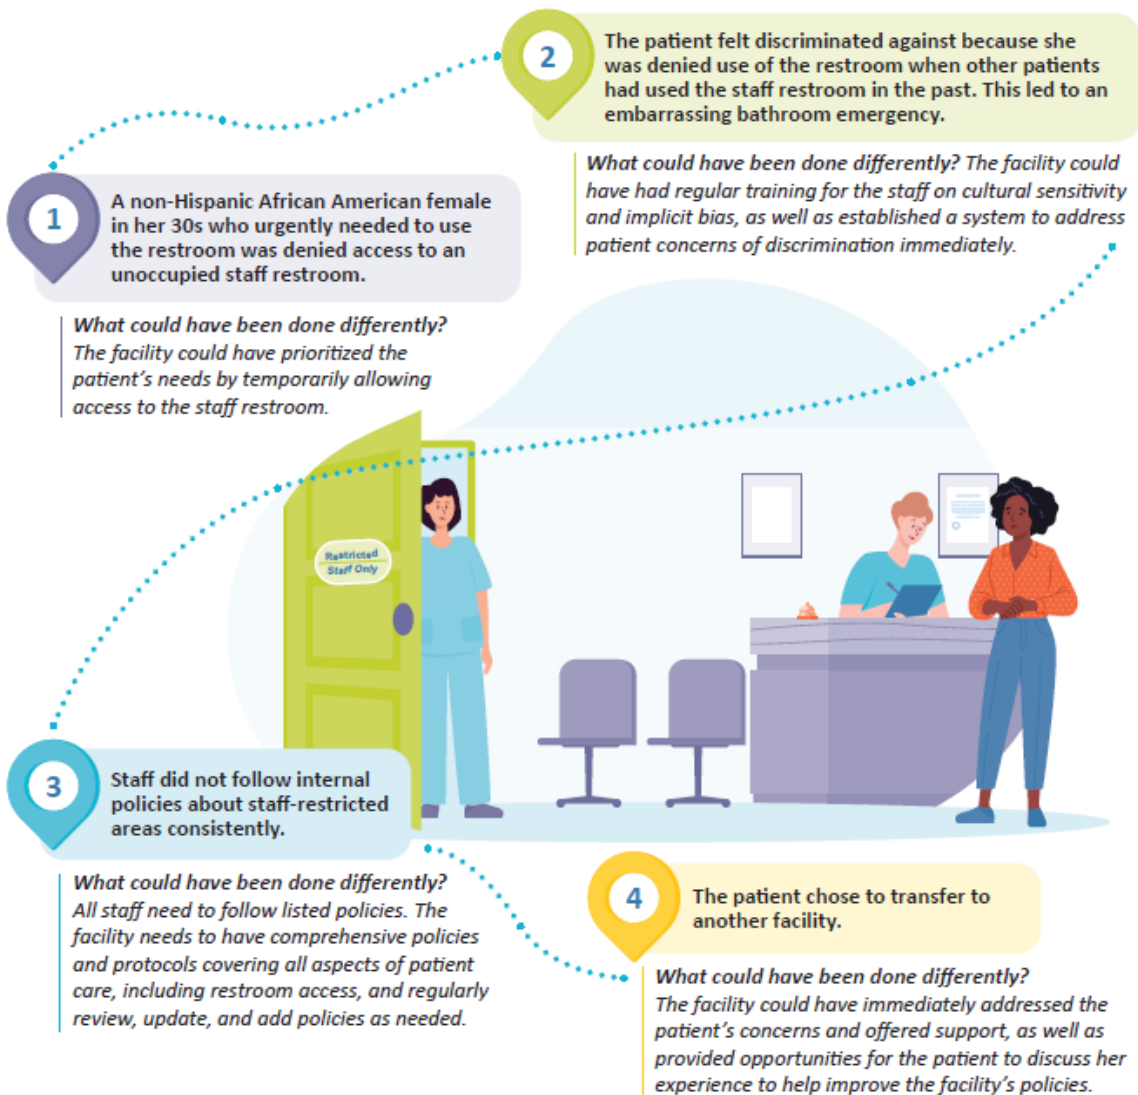 1
A non-Hispanic African American female
in her 30s who urgently needed to use
the restroom was denied access to an
unoccupied staff restroom.
What could have been done differently?
The facility could have prioritized the
patient's needs by temporarily allowing
access to the staff restroom.
2
The patient felt discriminated against because she
was denied use of the restroom when other patients
had used the staff restroom in the past. This led to an
embarrassing bathroom emergency.
What could have been done differently? The facility could
have had regular training for the staff on cultural sensitivity
and implicit bias, as well as established a system to address
patient concerns of discrimination immediately.
Restricted
Staff Only
3
Staff did not follow internal
policies about staff-restricted
areas consistently.
What could have been done differently?
All staff need to follow listed policies. The
facility needs to have comprehensive policies
and protocols covering all aspects of patient
care, including restroom access, and regularly
review, update, and add policies as needed.
4
The patient chose to transfer to
another facility.
What could have been done differently?
The facility could have immediately addressed the
patient's concerns and offered support, as well as
provided opportunities for the patient to discuss her
experience to help improve the facility's policies.